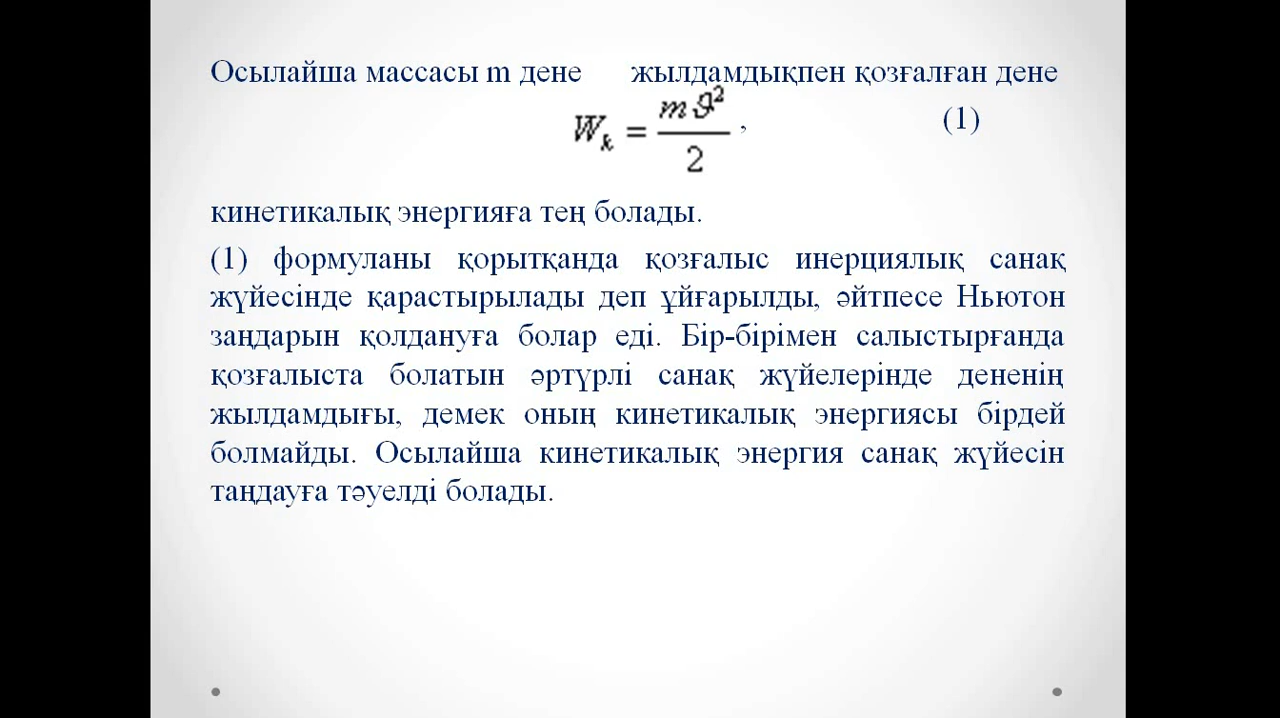 Осылайша массасы m дене жылдамдықпен қозғалған дене
W_k = mϑ²/2 , (1)
кинетикалық энергияға тең болады.
(1) формуланы қорытқанда қозғалыс инерциялық санақ
жүйесінде қарастырылады деп ұйғарылды, әйтпесе Ньютон
заңдарын қолдануға болар еді. Бір-бірімен салыстырғанда
қозғалыста болатын әртүрлі санақ жүйелерінде дененің
жылдамдығы, демек оның кинетикалық энергиясы бірдей
болмайды. Осылайша кинетикалық энергия санақ жүйесін
таңдауға тәуелді болады.